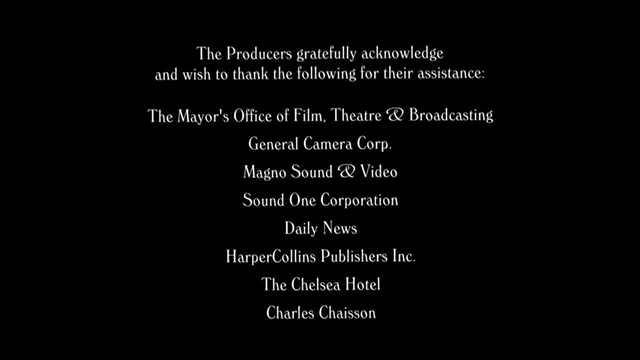 The Producers gratefully acknowledge
and wish to thank the following for their assistance:
The Mayor's Office of Film, Theatre & Broadcasting
General Camera Corp.
Magno Sound & Video
Sound One Corporation
Daily News
HarperCollins Publishers Inc.
The Chelsea Hotel
Charles Chaisson